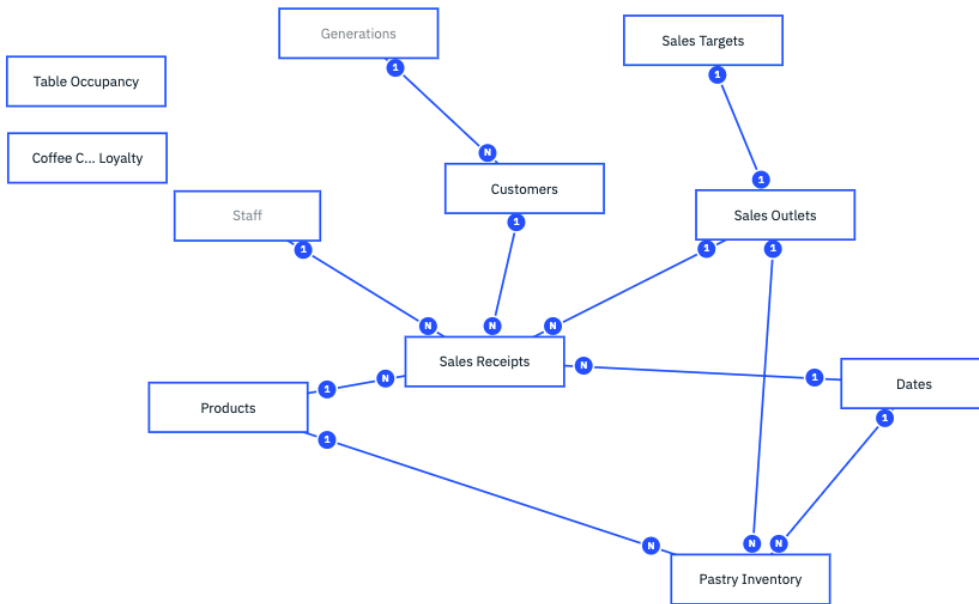 Generations
Sales Targets
Table Occupancy
1
1
Coffee C... Loyalty
N
Customers
1
Staff
Sales Outlets
1
1
1
1
N
N
N
Sales Receipts
N
1
Dates
N
1
Products
1
1
N
N
N
Pastry Inventory